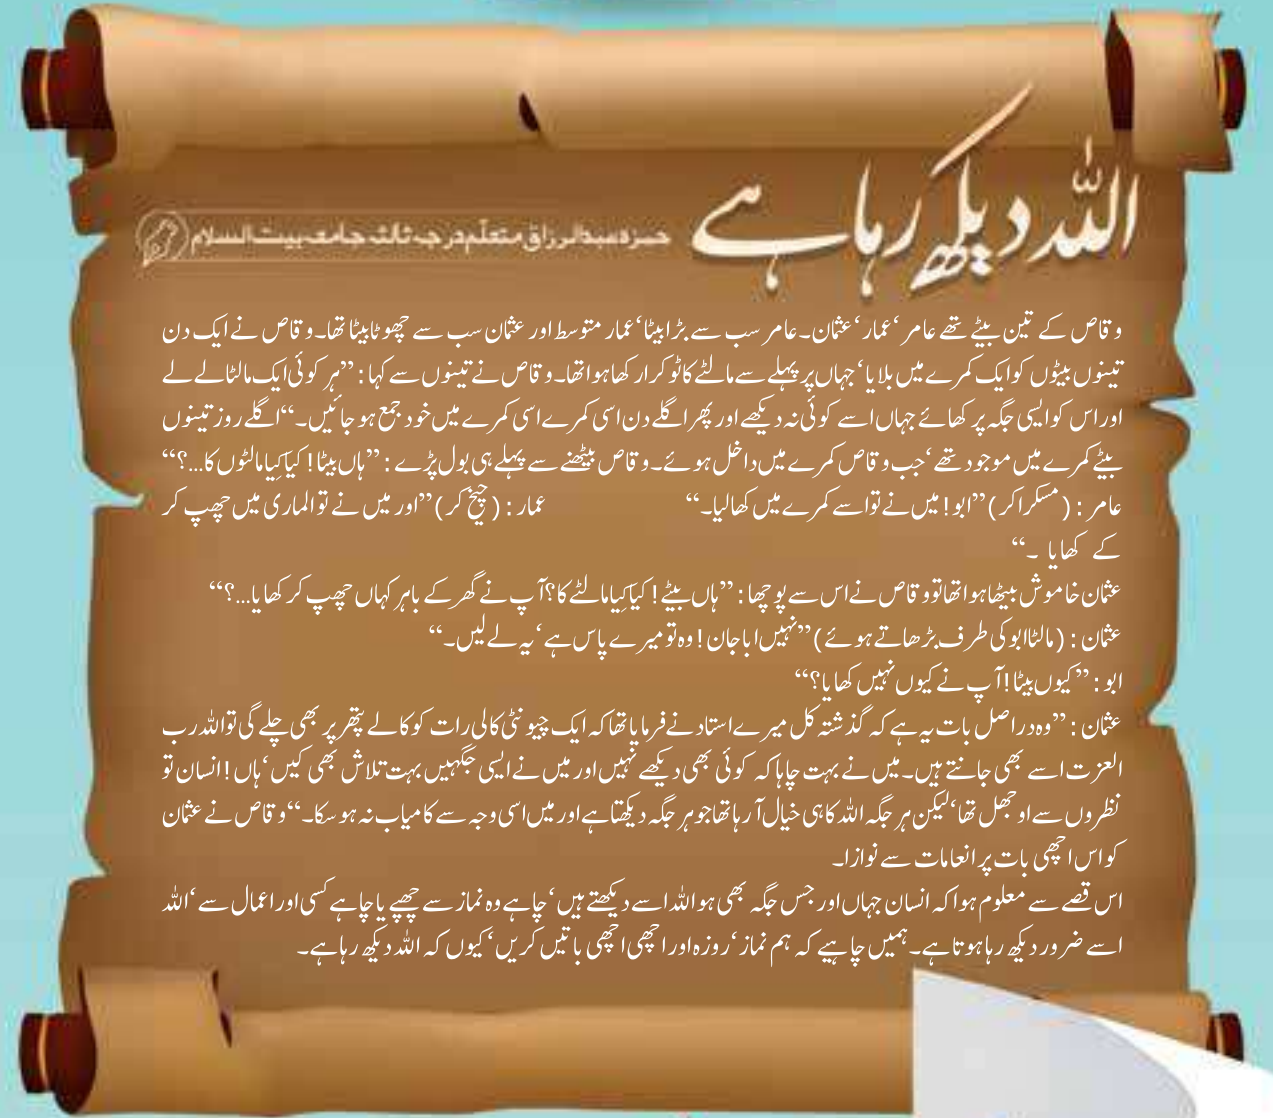 اللہ دیکھ رہا ہے
حمزہ عبدالرزاق متعلّم درجہ ثالثہ جامعہ بیت السلام
وقاص کے تین بیٹے تھے عامر، عمار، عثمان۔ عامر سب سے بڑا بیٹا، عمار متوسط اور عثمان سب سے چھوٹا بیٹا تھا۔ وقاص نے ایک دن
تینوں بیٹوں کو ایک کمرے میں بلایا، جہاں پر پہلے سے مالٹے کا ٹوکرا رکھا ہوا تھا۔ وقاص نے تینوں سے کہا: ”ہر کوئی ایک مالٹا لے لے
اور اس کو ایسی جگہ پر کھائے جہاں اسے کوئی نہ دیکھے اور پھر اگلے دن اسی کمرے اسی کمرے میں خود جمع ہو جائیں۔“ اگلے روز تینوں
بیٹے کمرے میں موجود تھے، جب وقاص کمرے میں داخل ہوئے۔ وقاص بیٹھنے سے پہلے ہی بول پڑے: ”ہاں بیٹا! کیا کِیا مالٹوں کا...؟“
عامر: (مسکرا کر) ”ابو! میں نے تو اسے کمرے میں کھا لیا۔“ عمار: (چیخ کر) ”اور میں نے تو الماری میں چھپ کر
کے کھایا ۔“
عثمان خاموش بیٹھا ہوا تھا تو وقاص نے اس سے پوچھا: ”ہاں بیٹے! کیا کِیا مالٹے کا؟ آپ نے گھر کے باہر کہاں چھپ کر کھایا...؟“
عثمان: (مالٹا ابو کی طرف بڑھاتے ہوئے) ”نہیں ابا جان! وہ تو میرے پاس ہے، یہ لے لیں۔“
ابو: ”کیوں بیٹا! آپ نے کیوں نہیں کھایا؟“
عثمان: ”وہ دراصل بات یہ ہے کہ گذشتہ کل میرے استاد نے فرمایا تھا کہ ایک چیونٹی کالی رات کو کالے پتھر پر بھی چلے گی تو اللہ رب
العزت اسے بھی جانتے ہیں۔ میں نے بہت چاہا کہ کوئی بھی دیکھے نہیں اور میں نے ایسی جگہیں بہت تلاش بھی کیں، ہاں! انسان تو
نظروں سے اوجھل تھا، لیکن ہر جگہ اللہ کا ہی خیال آ رہا تھا جو ہر جگہ دیکھتا ہے اور میں اسی وجہ سے کامیاب نہ ہو سکا۔“ وقاص نے عثمان
کو اس اچھی بات پر انعامات سے نوازا۔
اس قصے سے معلوم ہوا کہ انسان جہاں اور جس جگہ بھی ہو اللہ اسے دیکھتے ہیں، چاہے وہ نماز سے چھپے یا چاہے کسی اور اعمال سے، اللہ
اسے ضرور دیکھ رہا ہوتا ہے۔ ہمیں چاہیے کہ ہم نماز، روزہ اور اچھی اچھی باتیں کریں، کیوں کہ اللہ دیکھ رہا ہے۔